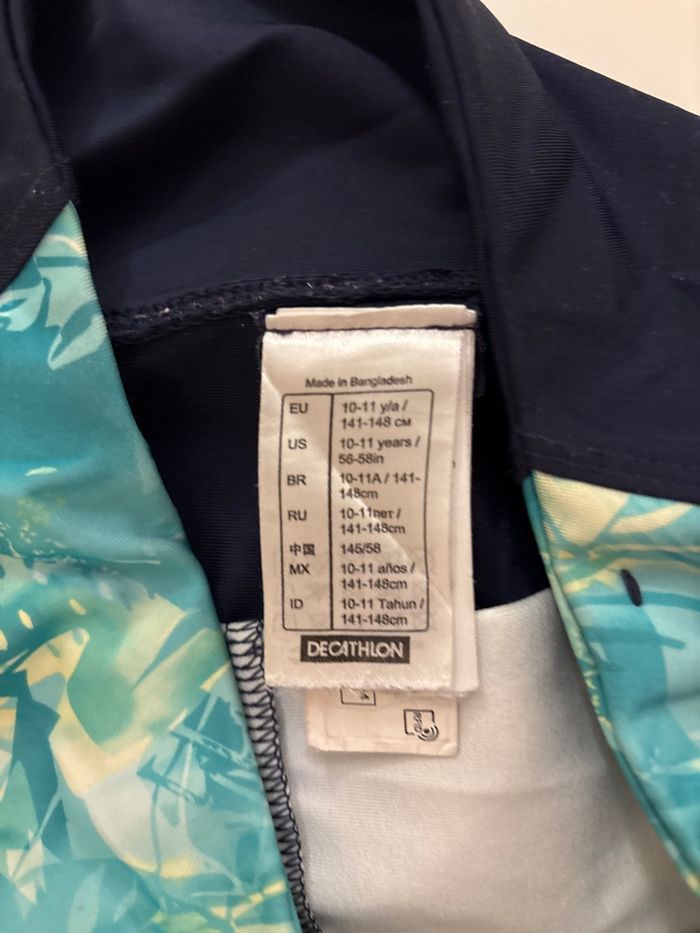 Made in Bangladesh
EU 10-11 y/a /
141-148 CM
US 10-11 years /
56-58in
BR 10-11A / 141-
148cm
RU 10-11лет /
141-148cm
中国 145/58
MX 10-11 años /
141-148cm
ID 10-11 Tahun /
141-148cm
DECATHLON
RFID